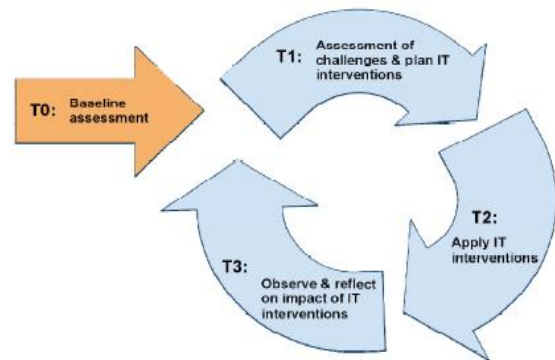 T0: Baseline
assessment
T1: Assessment of
challenges & plan IT
interventions
T2:
Apply IT
interventions
T3:
Observe & reflect
on impact of IT
interventions